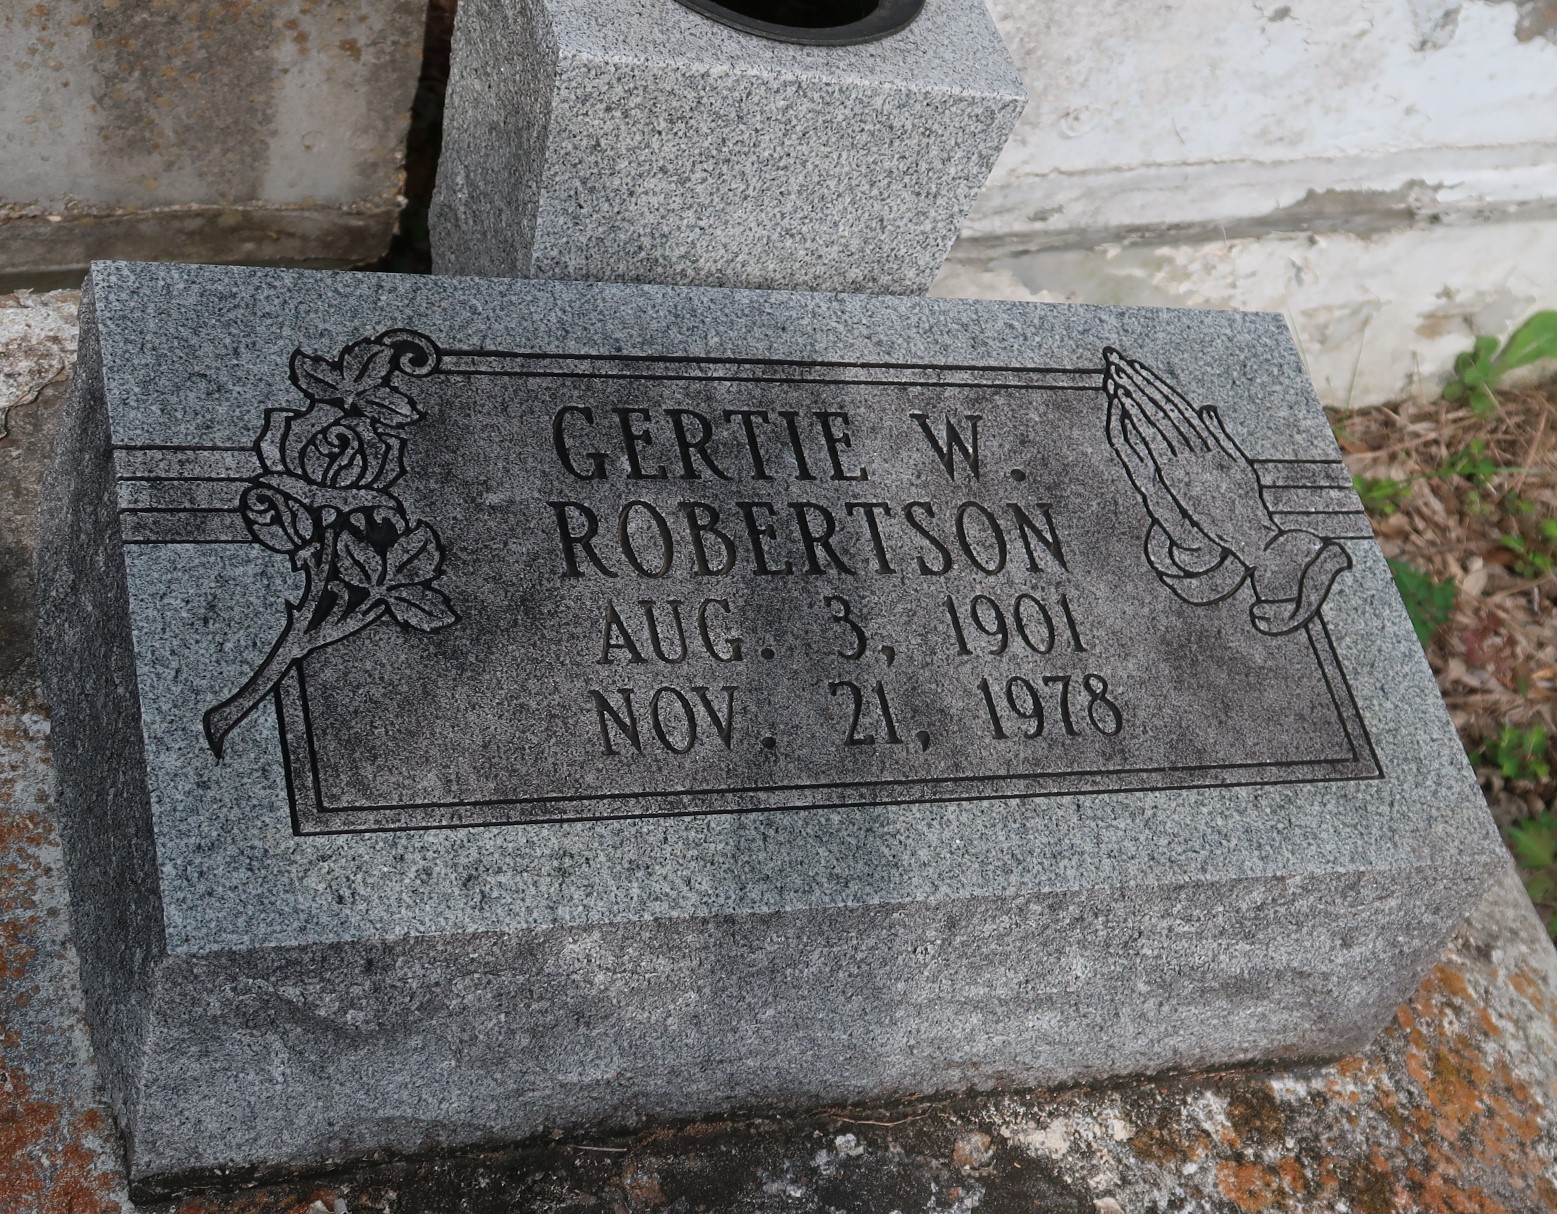 GERTIE W.
ROBERTSON
AUG. 3, 1901
NOV. 21, 1978